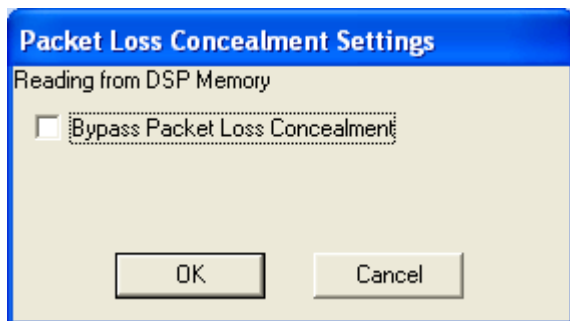 Packet Loss Concealment Settings
Reading from DSP Memory
Bypass Packet Loss Concealment
OK
Cancel